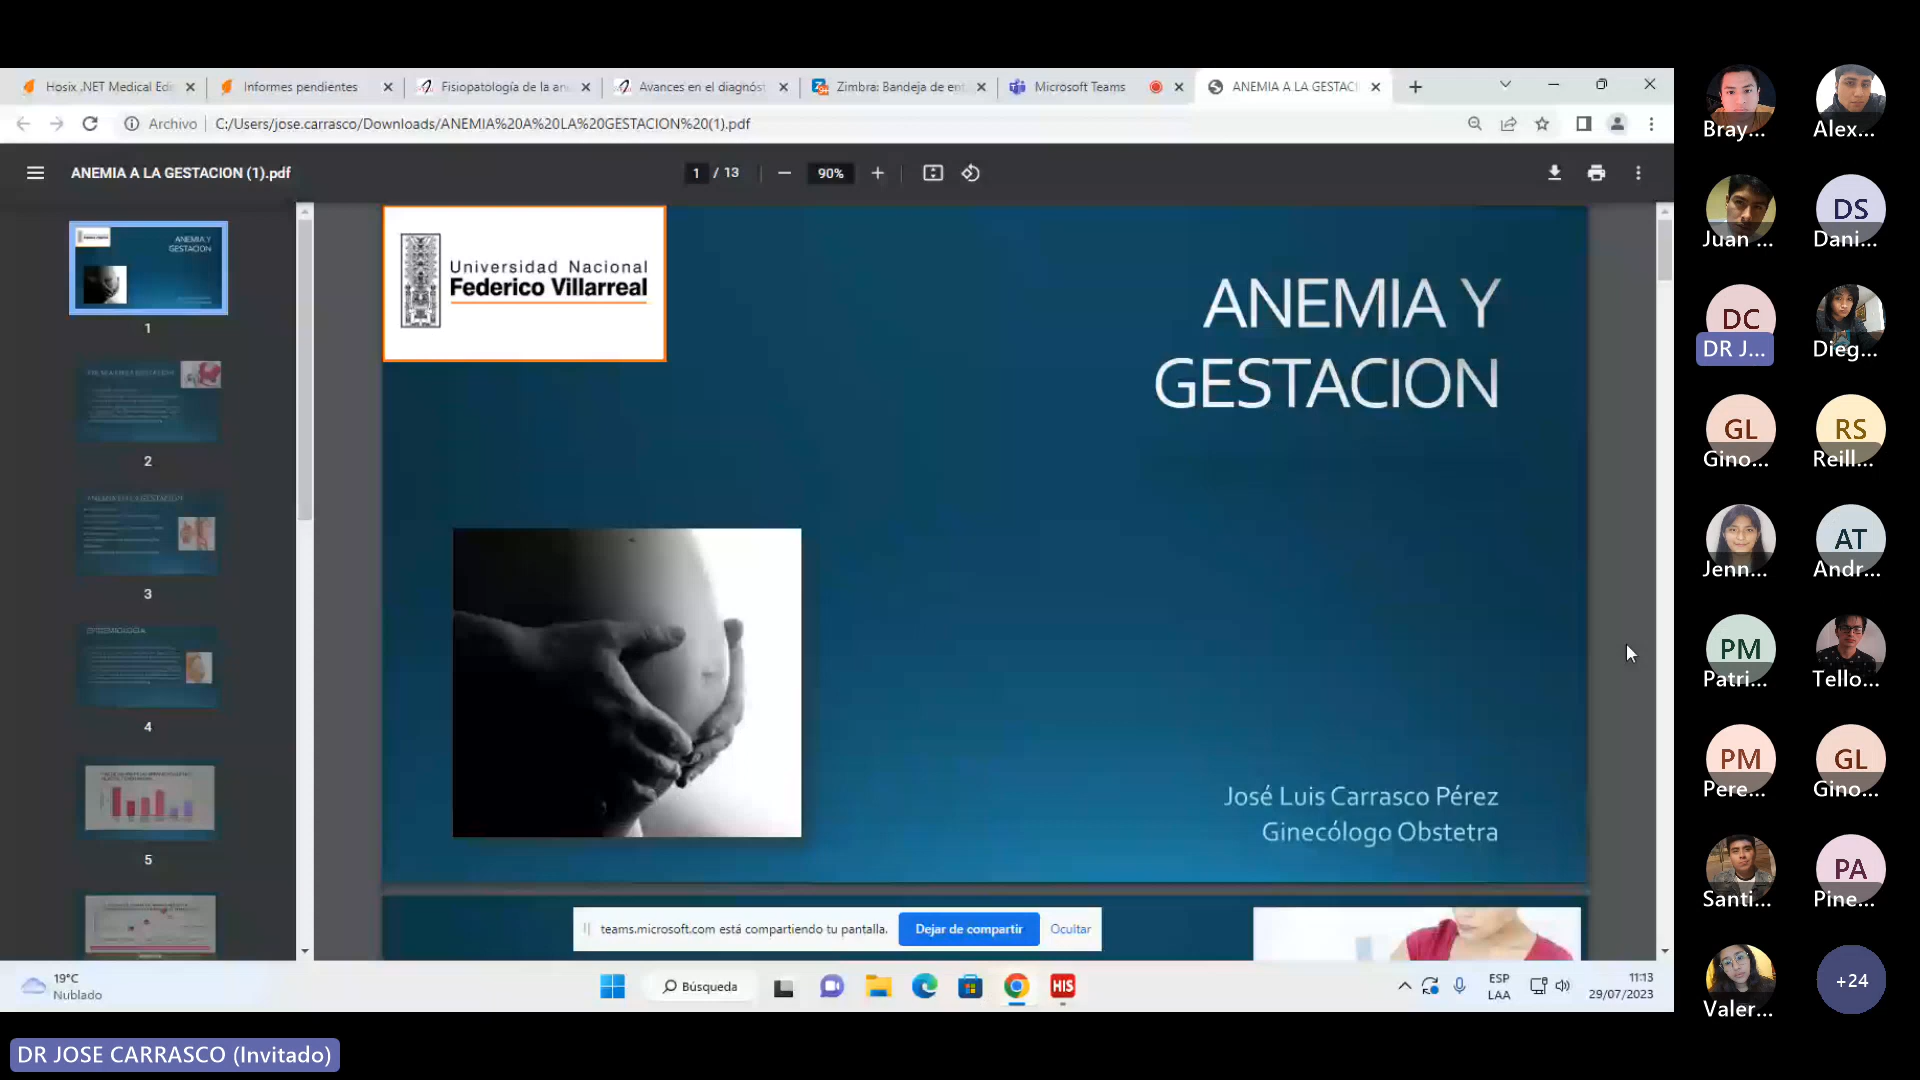 Hosix .NET Medical Edi
Informes pendientes
Fisiopatología de la an
Avances en el diagnóst
Zimbra: Bandeja de ent
Microsoft Teams
ANEMIA A LA GESTACI
Archivo
C:/Users/jose.carrasco/Downloads/ANEMIA%20A%20LA%20GESTACION%20(1).pdf
ANEMIA A LA GESTACION (1).pdf
1 / 13
90%
ANEMIA Y
GESTACION
1
2
3
EPIDEMIOLOGIA
4
5
Universidad Nacional
Federico Villarreal
ANEMIA Y
GESTACION
José Luis Carrasco Pérez
Ginecólogo Obstetra
teams.microsoft.com está compartiendo tu pantalla.
Dejar de compartir
Ocultar
19°C
Nublado
Búsqueda
HIS
ESP
LAA
11:13
29/07/2023
DR JOSE CARRASCO (Invitado)
Bray...
Alex...
Juan ...
DS
Dani...
DC
DR J...
Dieg...
GL
Gino...
RS
Reill...
Jenn...
AT
Andr...
PM
Patri...
Tello...
PM
Pere...
GL
Gino...
Santi...
PA
Pine...
Valer...
+24